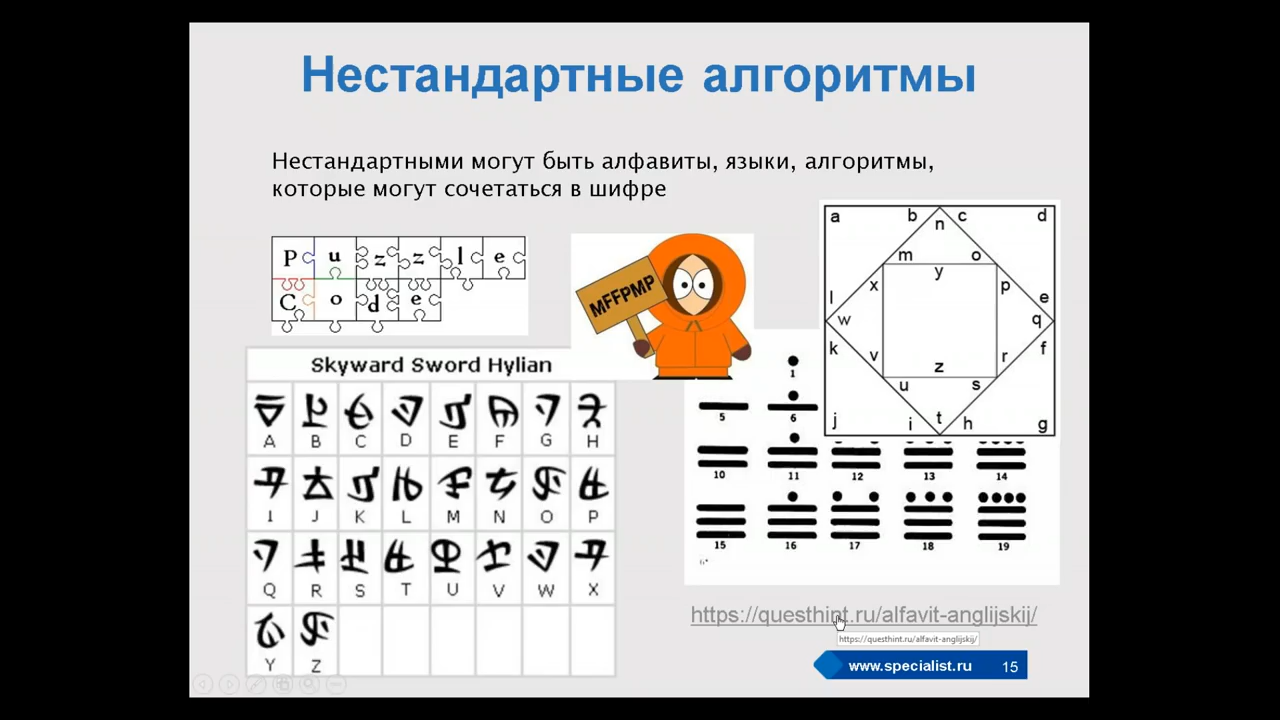 Нестандартные алгоритмы
Нестандартными могут быть алфавиты, языки, алгоритмы,
которые могут сочетаться в шифре
P u z z l e
C o d e
MFFPMP
a b c d
n
m o
y
x p
l e
w q
k f
v r
z
u s
j i t h g
Skyward Sword Hylian
A B C D E F G H
I J K L M N O P
Q R S T U V W X
Y Z
1
5 6
10 11 12 13 14
15 16 17 18 19
https://questhint.ru/alfavit-anglijskij/
https://questhint.ru/alfavit-anglijskij/
www.specialist.ru 15